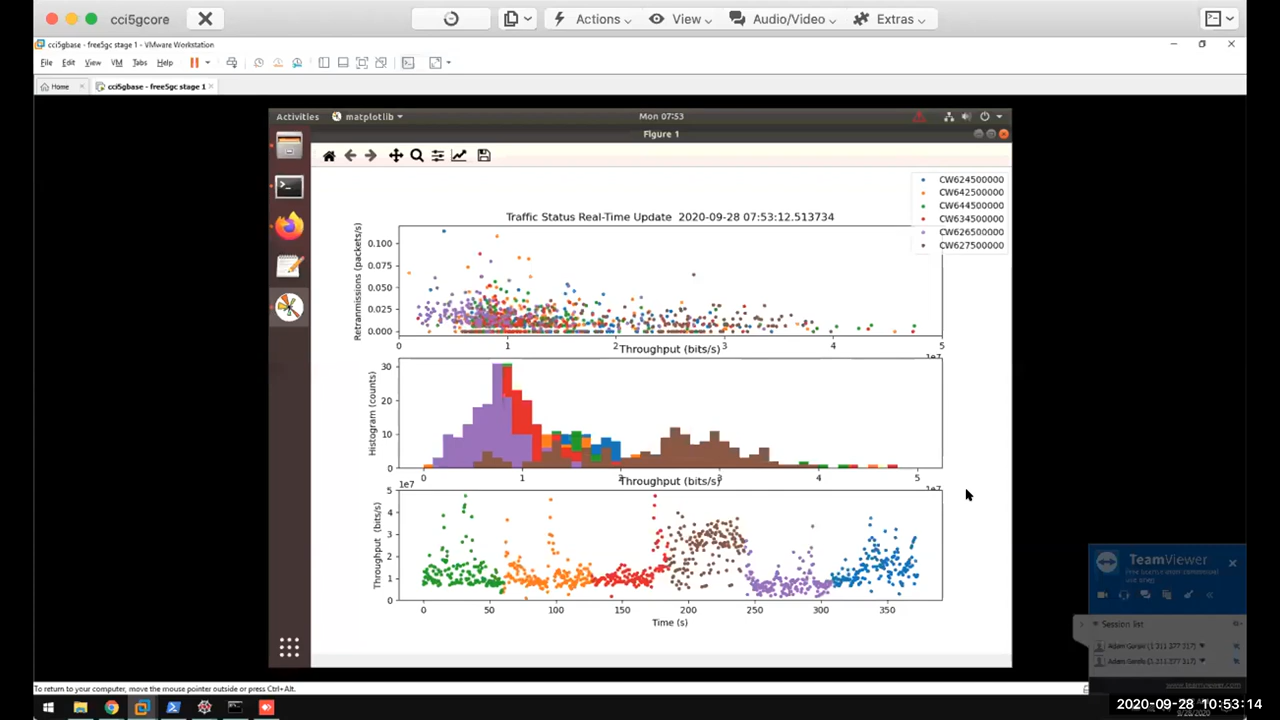 cci5gcore
Actions
View
Audio/Video
Extras
cci5gbase - free5gc stage 1 - VMware Workstation
File Edit View VM Tabs Help
Home
cci5gbase - free5gc stage 1
Activities
matplotlib
Mon 07:53
Figure 1
CW624500000
CW642500000
CW644500000
CW634500000
CW626500000
CW627500000
Traffic Status Real-Time Update 2020-09-28 07:53:12.513734
Retranmissions (packets/s)
0.100
0.075
0.050
0.025
0.000
0 1 2 3 4 5
Throughput (bits/s)
1e7
Histogram (counts)
30
20
10
0
0 1 2 3 4 5
Throughput (bits/s)
1e7
1e7
Throughput (bits/s)
5
4
3
2
1
0
0 50 100 150 200 250 300 350
Time (s)
TeamViewer
Session list
www.teamviewer.com
To return to your computer, move the mouse pointer outside or press Ctrl+Alt.
2020-09-28 10:53:14